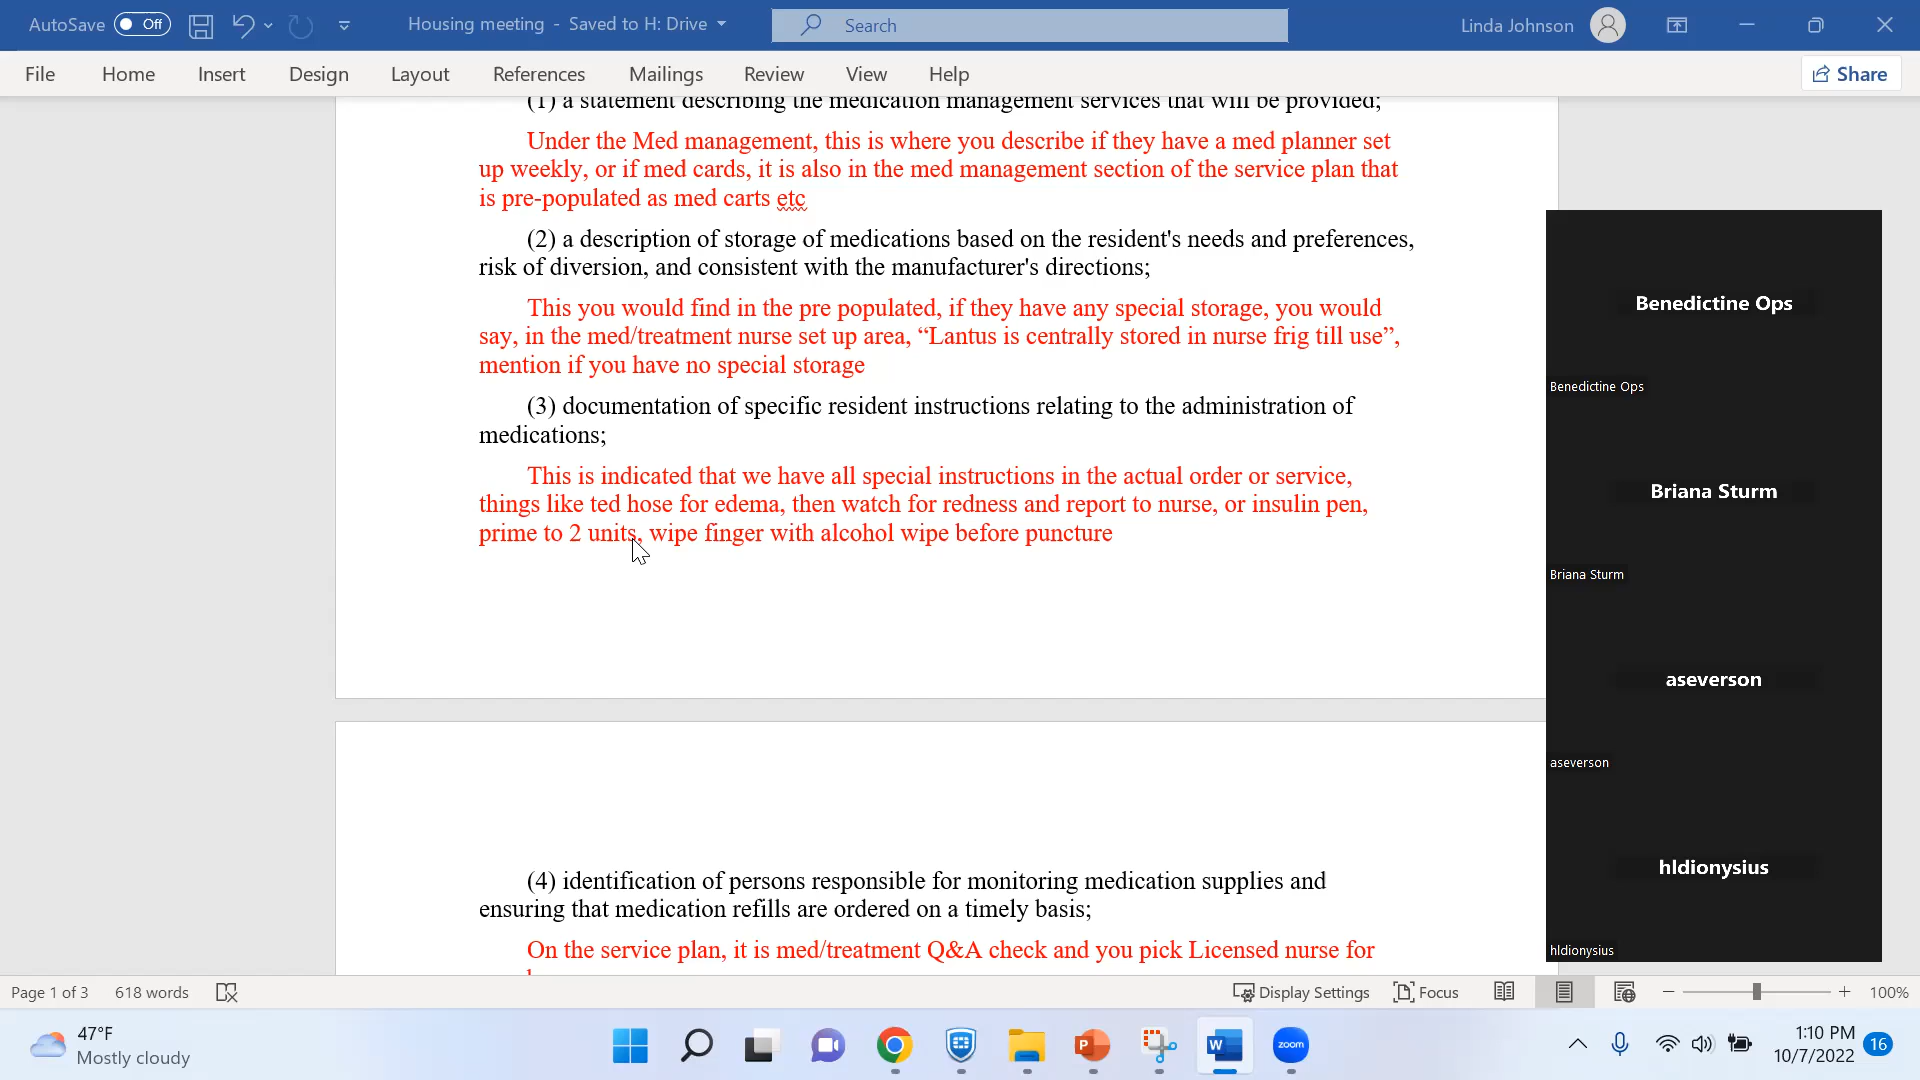 AutoSave Off Housing meeting - Saved to H: Drive Search Linda Johnson
File Home Insert Design Layout References Mailings Review View Help Share
(1) a statement describing the medication management services that will be provided;
Under the Med management, this is where you describe if they have a med planner set
up weekly, or if med cards, it is also in the med management section of the service plan that
is pre-populated as med carts etc
(2) a description of storage of medications based on the resident's needs and preferences,
risk of diversion, and consistent with the manufacturer's directions;
This you would find in the pre populated, if they have any special storage, you would
say, in the med/treatment nurse set up area, “Lantus is centrally stored in nurse frig till use”,
mention if you have no special storage
(3) documentation of specific resident instructions relating to the administration of
medications;
This is indicated that we have all special instructions in the actual order or service,
things like ted hose for edema, then watch for redness and report to nurse, or insulin pen,
prime to 2 units, wipe finger with alcohol wipe before puncture
(4) identification of persons responsible for monitoring medication supplies and
ensuring that medication refills are ordered on a timely basis;
On the service plan, it is med/treatment Q&A check and you pick Licensed nurse for
Benedictine Ops
Benedictine Ops
Briana Sturm
Briana Sturm
aseverson
aseverson
hldionysius
hldionysius
Page 1 of 3 618 words Display Settings Focus 100%
47°F
Mostly cloudy
P
W
zoom
1:10 PM
10/7/2022
16